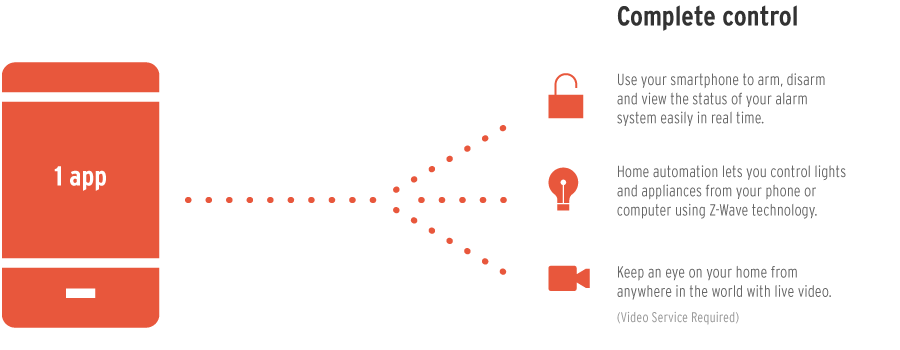 Complete control
1 app
Use your smartphone to arm, disarm
and view the status of your alarm
system easily in real time.
Home automation lets you control lights
and appliances from your phone or
computer using Z-Wave technology.
Keep an eye on your home from
anywhere in the world with live video.
(Video Service Required)